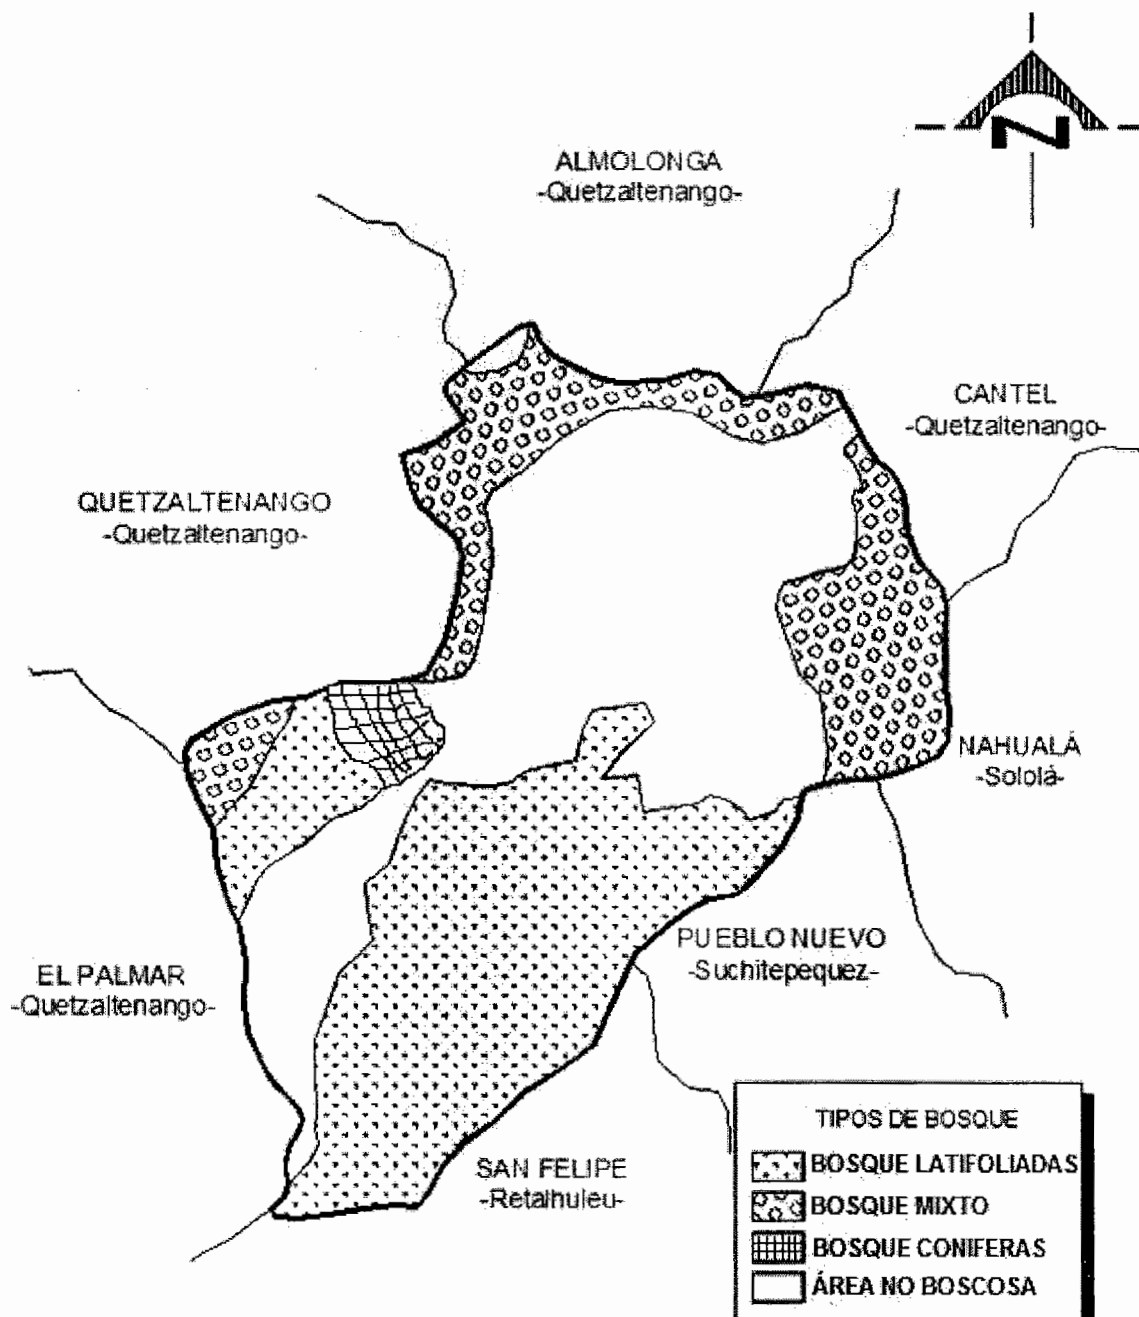 N
ALMOLONGA
-Quetzaltenango-
CANTEL
-Quetzaltenango-
QUETZALTENANGO
-Quetzaltenango-
NAHUALÁ
-Sololá-
PUEBLO NUEVO
-Suchitepequez-
EL PALMAR
-Quetzaltenango-
SAN FELIPE
-Retalhuleu-
TIPOS DE BOSQUE
BOSQUE LATIFOLIADAS
BOSQUE MIXTO
BOSQUE CONIFERAS
ÁREA NO BOSCOSA